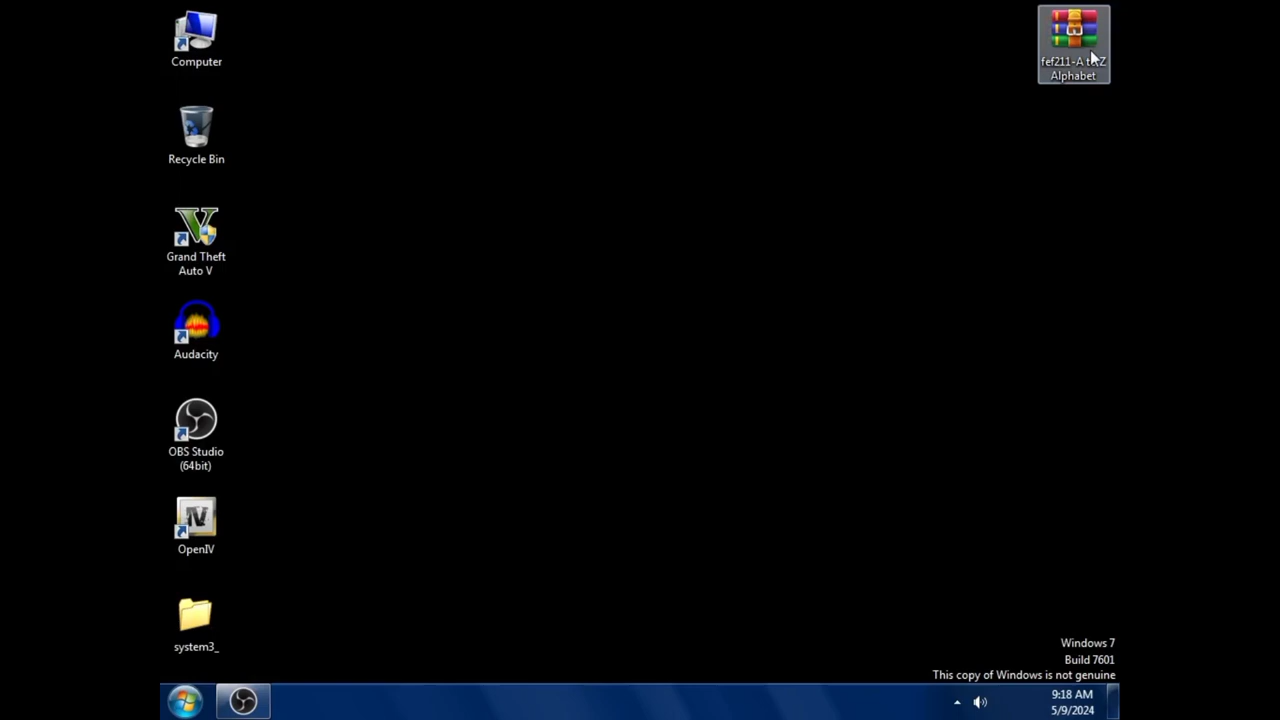 Computer
Recycle Bin
Grand Theft
Auto V
Audacity
OBS Studio
(64bit)
OpenIV
system3_
fef211-A to Z
Alphabet
Windows 7
Build 7601
This copy of Windows is not genuine
9:18 AM
5/9/2024